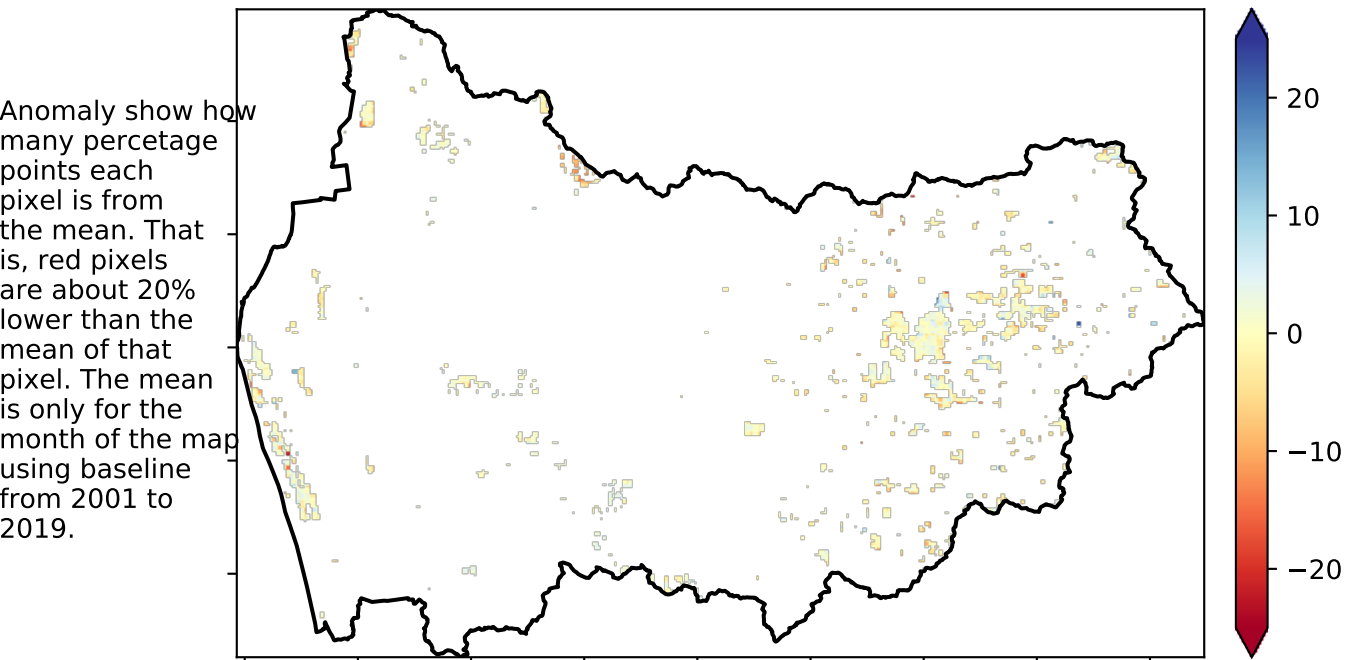 Anomaly show how
many percetage
points each
pixel is from
the mean. That
is, red pixels
are about 20%
lower than the
mean of that
pixel. The mean
is only for the
month of the map
using baseline
from 2001 to
2019.
20
10
0
−10
−20